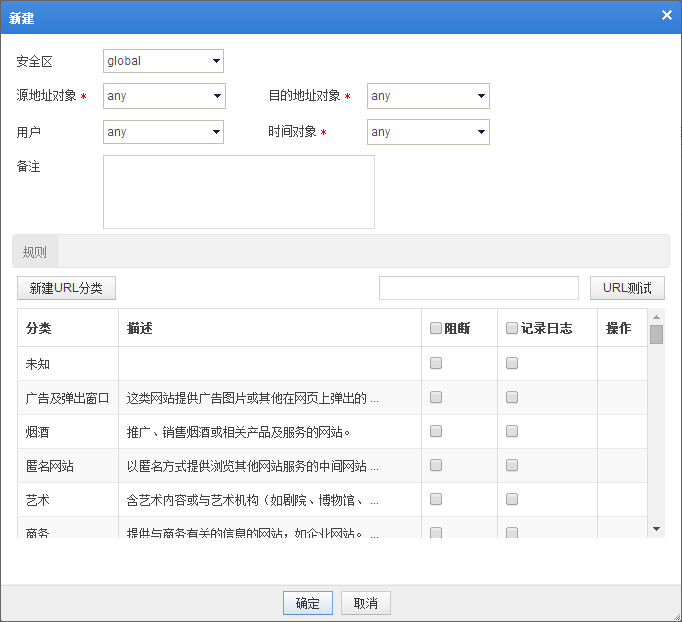 新建
安全区 global
源地址对象 * any 目的地址对象 * any
用户 any 时间对象 * any
备注
规则
新建URL分类 URL测试
分类 描述 阻断 记录日志 操作
未知
广告及弹出窗口 这类网站提供广告图片或其他在网页上弹出的 ...
烟酒 推广、销售烟酒或相关产品及服务的网站。
匿名网站 以匿名方式提供浏览其他网站服务的中间网站 ...
艺术 含艺术内容或与艺术机构（如剧院、博物馆、 ...
商务 提供与商务有关的信息的网站，如企业网站。 ...
确定 取消